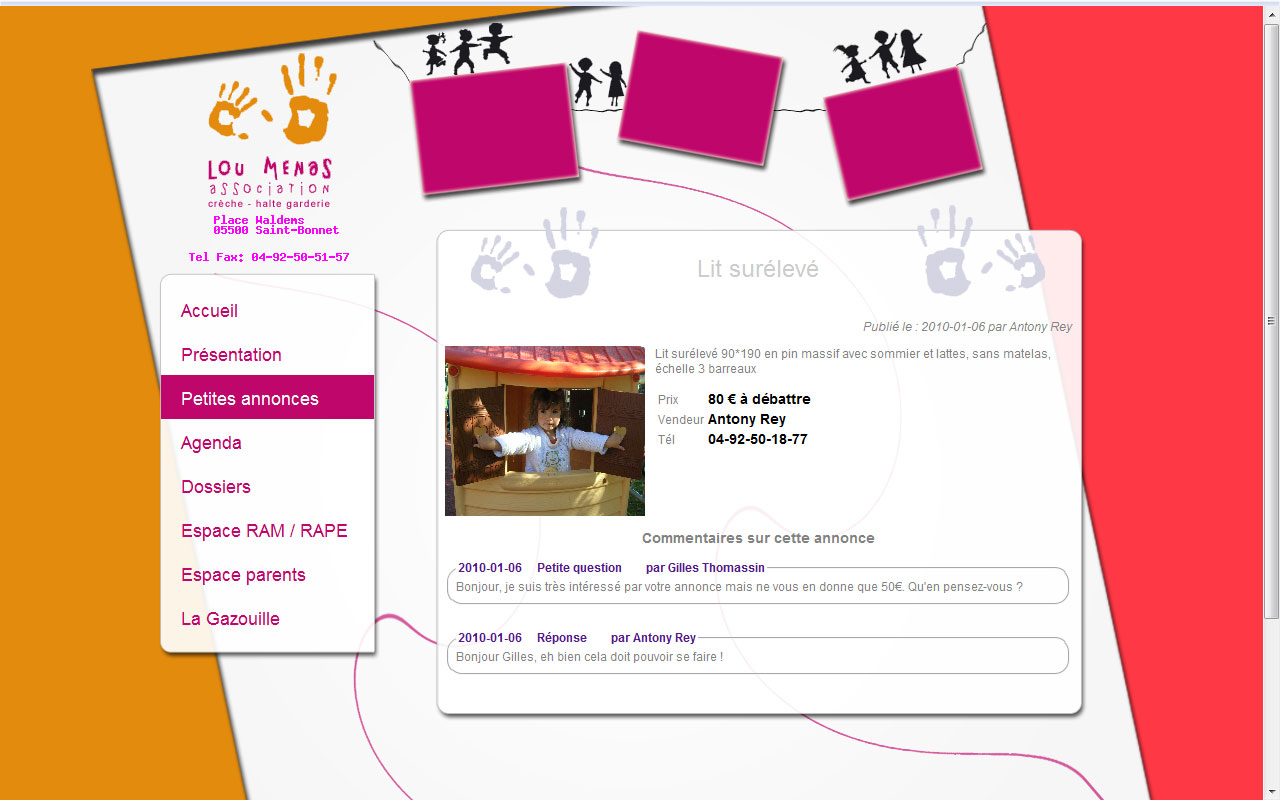 LOU MENAS
association
crèche - halte garderie
Place Waldems
05500 Saint-Bonnet
Tel Fax: 04-92-50-51-57
Accueil
Présentation
Petites annonces
Agenda
Dossiers
Espace RAM / RAPE
Espace parents
La Gazouille
Lit surélevé
Publié le : 2010-01-06 par Antony Rey
Lit surélevé 90*190 en pin massif avec sommier et lattes, sans matelas,
échelle 3 barreaux
Prix 80 € à débattre
Vendeur Antony Rey
Tél 04-92-50-18-77
Commentaires sur cette annonce
2010-01-06 Petite question par Gilles Thomassin
Bonjour, je suis très intéressé par votre annonce mais ne vous en donne que 50€. Qu'en pensez-vous ?
2010-01-06 Réponse par Antony Rey
Bonjour Gilles, eh bien cela doit pouvoir se faire !